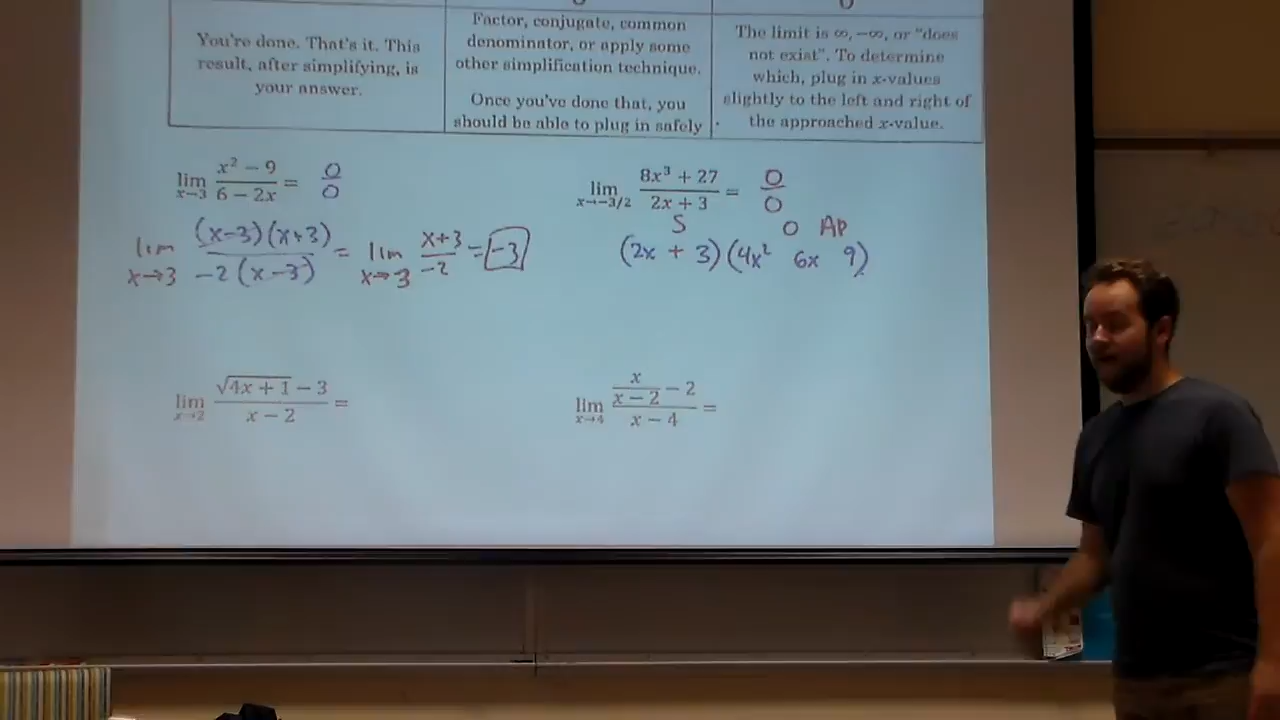 You're done. That's it. This
result, after simplifying, is
your answer.
Factor, conjugate, common
denominator, or apply some
other simplification technique.
Once you've done that, you
should be able to plug in safely
0
The limit is ∞, −∞, or "does
not exist". To determine
which, plug in x-values
slightly to the left and right of
the approached x-value.
lim x→3 (x² − 9)/(6 − 2x) = 0/0
lim x→3 (x−3)(x+3)/−2(x−3) = lim x→3 (x+3)/−2 = −3
lim x→−3/2 (8x³ + 27)/(2x + 3) = 0/0
S O AP
(2x + 3)(4x² 6x 9)
lim x→2 (√(4x + 1) − 3)/(x − 2) =
lim x→4 (x/(x − 2) − 2)/(x − 4) =